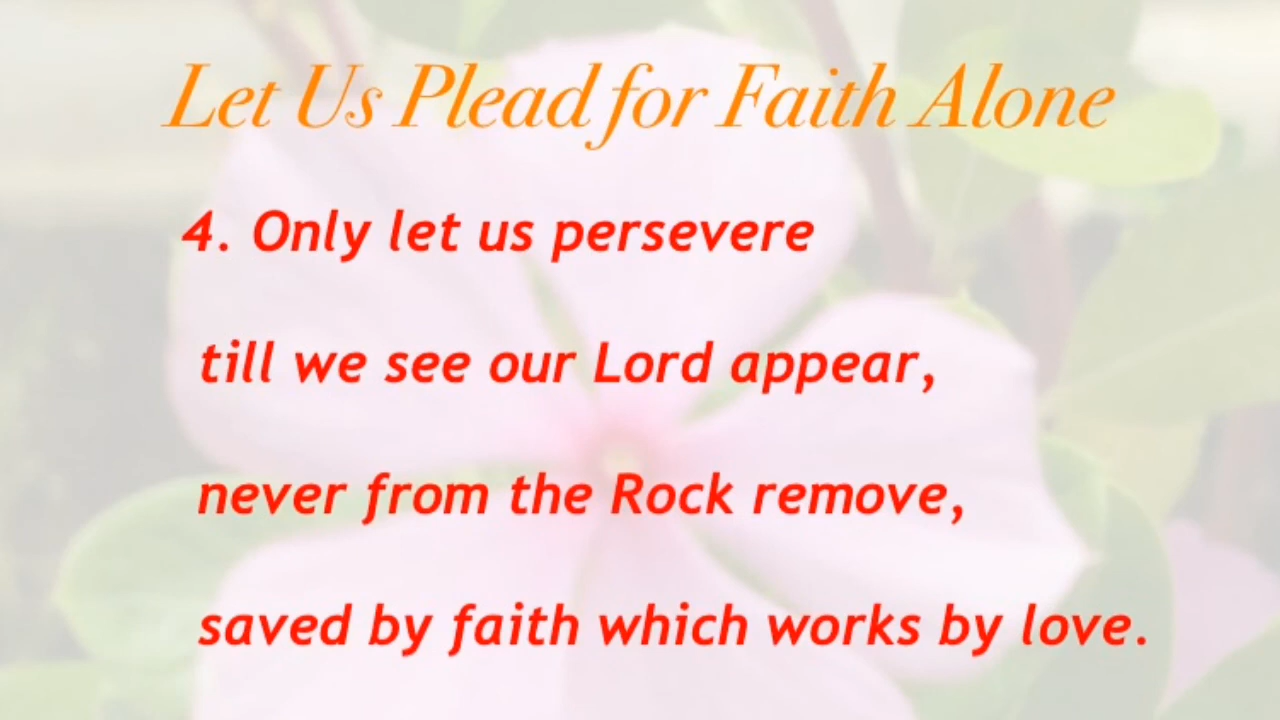 Let Us Plead for Faith Alone
4. Only let us persevere
till we see our Lord appear,
never from the Rock remove,
saved by faith which works by love.